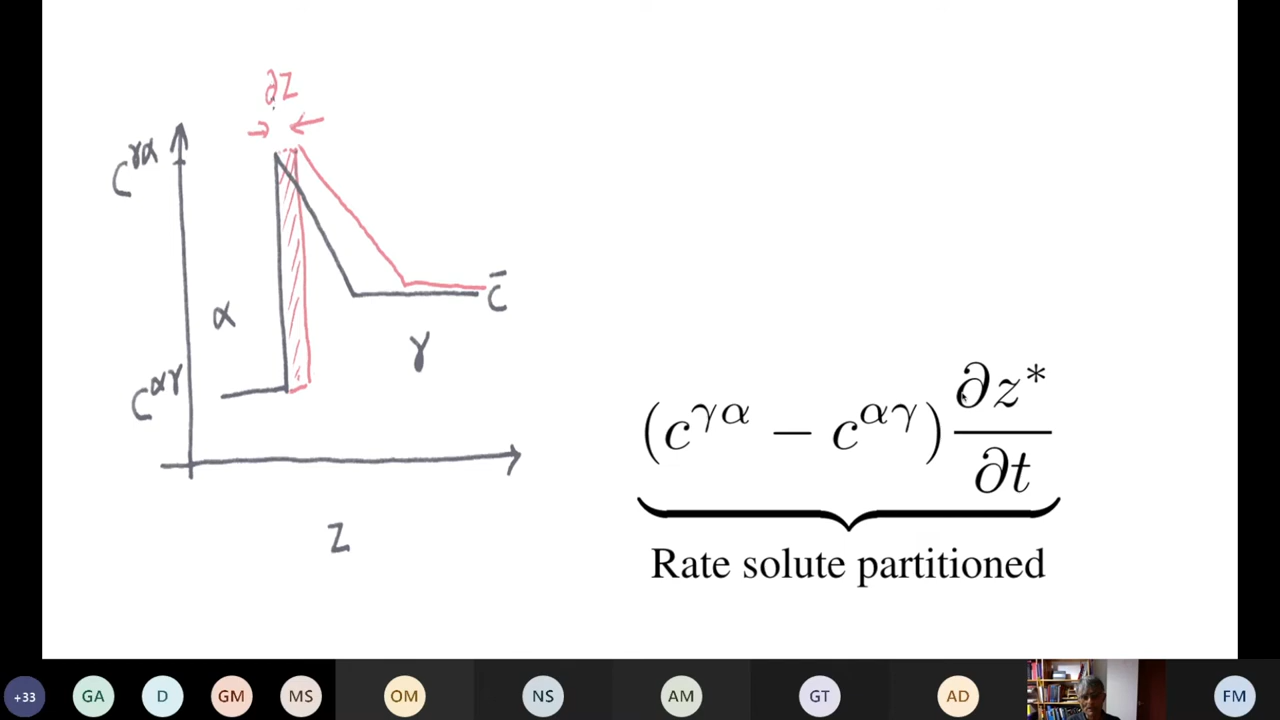 ∂Z
C^γα
α
C̄
γ
C^αγ
Z
(c^γα − c^αγ) ∂z*/∂t
Rate solute partitioned
+33 GA D GM MS OM NS AM GT AD FM